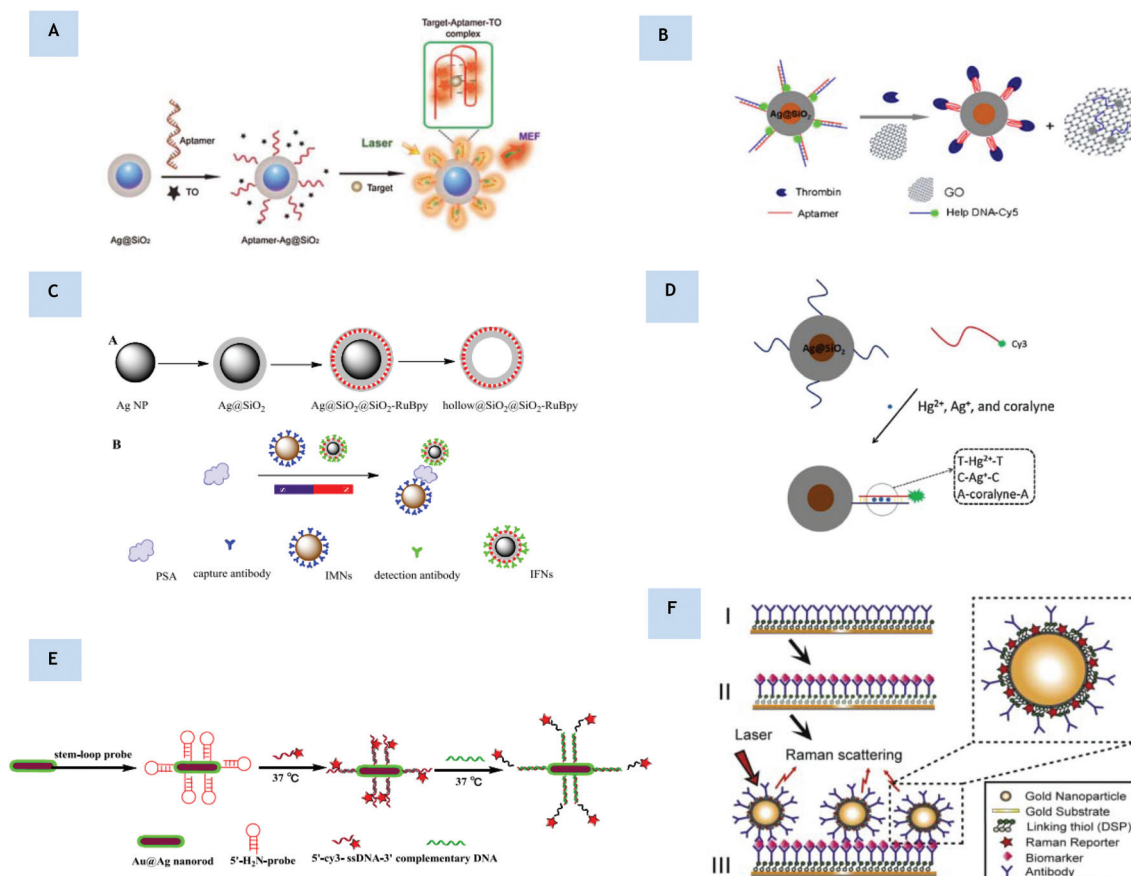 A
Target-Aptamer-TO
complex
Aptamer
TO
Laser
MEF
Target
Ag@SiO₂
Aptamer-Ag@SiO₂
B
Ag@SiO₂
+
Thrombin
GO
Aptamer
Help DNA-Cy5
C
A
Ag NP
Ag@SiO₂
Ag@SiO₂@SiO₂-RuBpy
hollow@SiO₂@SiO₂-RuBpy
B
PSA
capture antibody
IMNs
detection antibody
IFNs
D
Ag@SiO₂
Cy3
Hg²⁺, Ag⁺, and coralyne
T-Hg²⁺-T
C-Ag⁺-C
A-coralyne-A
E
stem-loop probe
37 °C
37 °C
Au@Ag nanorod
5'-H₂N-probe
5'-cy3- ssDNA-3'
complementary DNA
F
I
II
Laser
Raman scattering
III
Gold Nanoparticle
Gold Substrate
Linking thiol (DSP)
Raman Reporter
Biomarker
Antibody